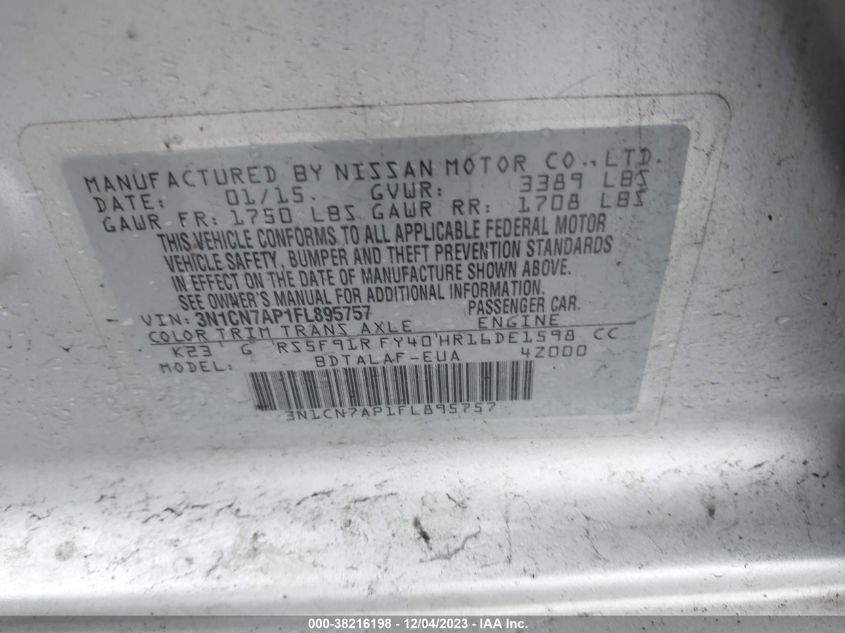 MANUFACTURED BY NISSAN MOTOR CO., LTD.
DATE: 01/15. GVWR: 3389 LBS
GAWR FR: 1750 LBS GAWR RR: 1708 LBS
THIS VEHICLE CONFORMS TO ALL APPLICABLE FEDERAL MOTOR
VEHICLE SAFETY, BUMPER AND THEFT PREVENTION STANDARDS
IN EFFECT ON THE DATE OF MANUFACTURE SHOWN ABOVE.
SEE OWNER'S MANUAL FOR ADDITIONAL INFORMATION.
VIN: 3N1CN7AP1FL895757 PASSENGER CAR.
COLOR TRIM TRANS AXLE ENGINE
K23 G RS5F91R FY40 HR16DE1598 CC
MODEL: BDTALAF-EUA 4Z000
3N1CN7AP1FL895757
000-38216198 - 12/04/2023 - IAA Inc.